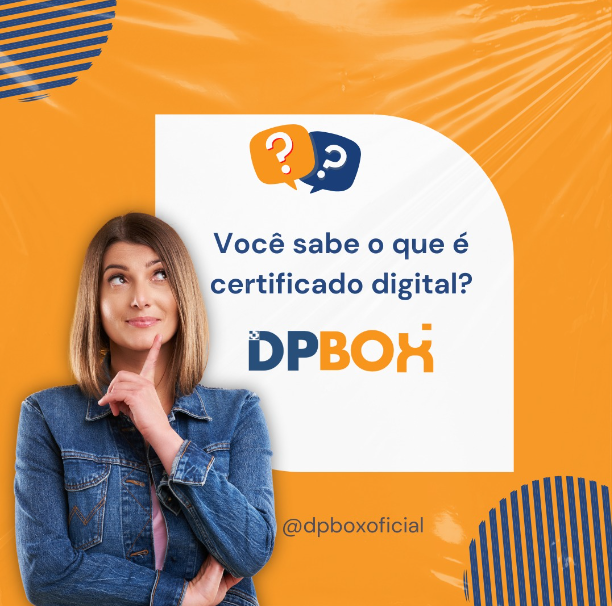 ? ?
Você sabe o que é
certificado digital?
DPBOX
@dpboxoficial